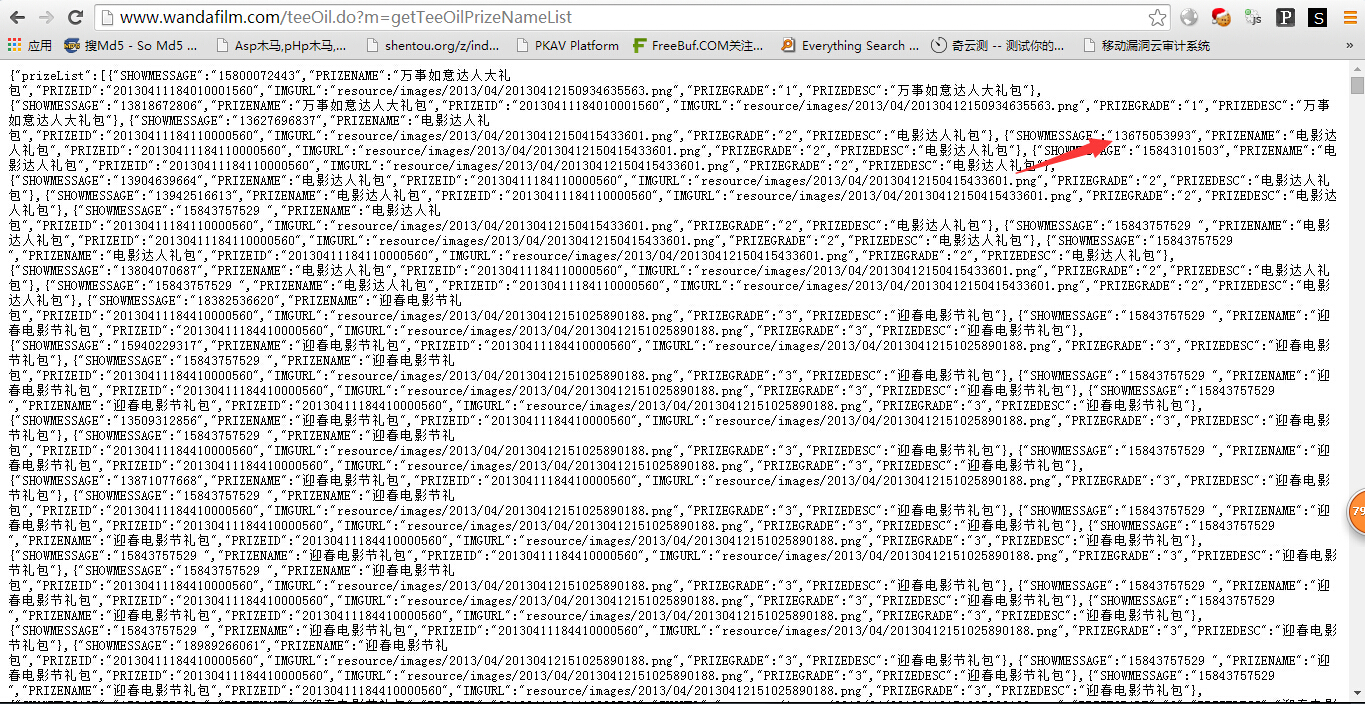 www.wandafilm.com/teeOil.do?m=getTeeOilPrizeNameList
应用 搜Md5 - So Md5 ... Asp木马,pHp木马,... shentou.org/z/ind... PKAV Platform FreeBuf.COM关注... Everything Search ... 奇云测 -- 测试你的... 移动漏洞云审计系统 »
{"prizeList":[{"SHOWMESSAGE":"15800072443","PRIZENAME":"万事如意达人大礼
包","PRIZEID":"20130411184010001560","IMGURL":"resource/images/2013/04/20130412150934635563.png","PRIZEGRADE":"1","PRIZEDESC":"万事如意达人大礼包"},
{"SHOWMESSAGE":"13818672806","PRIZENAME":"万事如意达人大礼包","PRIZEID":"20130411184010001560","IMGURL":"resource/images/2013/04/20130412150934635563.png","PRIZEGRADE":"1","PRIZEDESC":"万事
如意达人大礼包"},{"SHOWMESSAGE":"13627696837","PRIZENAME":"电影达人礼
包","PRIZEID":"20130411184110000560","IMGURL":"resource/images/2013/04/20130412150415433601.png","PRIZEGRADE":"2","PRIZEDESC":"电影达人礼包"},{"SHOWMESSAGE":"13675053993","PRIZENAME":"电影达
人礼包","PRIZEID":"20130411184110000560","IMGURL":"resource/images/2013/04/20130412150415433601.png","PRIZEGRADE":"2","PRIZEDESC":"电影达人礼包"},{"SHOWMESSAGE":"15843101503","PRIZENAME":"电
影达人礼包","PRIZEID":"20130411184110000560","IMGURL":"resource/images/2013/04/20130412150415433601.png","PRIZEGRADE":"2","PRIZEDESC":"电影达人礼包"},
{"SHOWMESSAGE":"13904639664","PRIZENAME":"电影达人礼包","PRIZEID":"20130411184110000560","IMGURL":"resource/images/2013/04/20130412150415433601.png","PRIZEGRADE":"2","PRIZEDESC":"电影达人礼
包"},{"SHOWMESSAGE":"13942516613","PRIZENAME":"电影达人礼包","PRIZEID":"20130411184110000560","IMGURL":"resource/images/2013/04/20130412150415433601.png","PRIZEGRADE":"2","PRIZEDESC":"电影达
人礼包"},{"SHOWMESSAGE":"15843757529 ","PRIZENAME":"电影达人礼
包","PRIZEID":"20130411184110000560","IMGURL":"resource/images/2013/04/20130412150415433601.png","PRIZEGRADE":"2","PRIZEDESC":"电影达人礼包"},{"SHOWMESSAGE":"15843757529 ","PRIZENAME":"电影
达人礼包","PRIZEID":"20130411184110000560","IMGURL":"resource/images/2013/04/20130412150415433601.png","PRIZEGRADE":"2","PRIZEDESC":"电影达人礼包"},{"SHOWMESSAGE":"15843757529
","PRIZENAME":"电影达人礼包","PRIZEID":"20130411184110000560","IMGURL":"resource/images/2013/04/20130412150415433601.png","PRIZEGRADE":"2","PRIZEDESC":"电影达人礼包"},
{"SHOWMESSAGE":"13804070687","PRIZENAME":"电影达人礼包","PRIZEID":"20130411184110000560","IMGURL":"resource/images/2013/04/20130412150415433601.png","PRIZEGRADE":"2","PRIZEDESC":"电影达人礼
包"},{"SHOWMESSAGE":"15843757529 ","PRIZENAME":"电影达人礼包","PRIZEID":"20130411184110000560","IMGURL":"resource/images/2013/04/20130412150415433601.png","PRIZEGRADE":"2","PRIZEDESC":"电影
达人礼包"},{"SHOWMESSAGE":"18382536620","PRIZENAME":"迎春电影节礼
包","PRIZEID":"20130411184410000560","IMGURL":"resource/images/2013/04/20130412151025890188.png","PRIZEGRADE":"3","PRIZEDESC":"迎春电影节礼包"},{"SHOWMESSAGE":"15843757529 ","PRIZENAME":"迎
春电影节礼包","PRIZEID":"20130411184410000560","IMGURL":"resource/images/2013/04/20130412151025890188.png","PRIZEGRADE":"3","PRIZEDESC":"迎春电影节礼包"},
{"SHOWMESSAGE":"15940229317","PRIZENAME":"迎春电影节礼包","PRIZEID":"20130411184410000560","IMGURL":"resource/images/2013/04/20130412151025890188.png","PRIZEGRADE":"3","PRIZEDESC":"迎春电影
节礼包"},{"SHOWMESSAGE":"15843757529 ","PRIZENAME":"迎春电影节礼
包","PRIZEID":"20130411184410000560","IMGURL":"resource/images/2013/04/20130412151025890188.png","PRIZEGRADE":"3","PRIZEDESC":"迎春电影节礼包"},{"SHOWMESSAGE":"15843757529 ","PRIZENAME":"迎
春电影节礼包","PRIZEID":"20130411184410000560","IMGURL":"resource/images/2013/04/20130412151025890188.png","PRIZEGRADE":"3","PRIZEDESC":"迎春电影节礼包"},{"SHOWMESSAGE":"15843757529
","PRIZENAME":"迎春电影节礼包","PRIZEID":"20130411184410000560","IMGURL":"resource/images/2013/04/20130412151025890188.png","PRIZEGRADE":"3","PRIZEDESC":"迎春电影节礼包"},
{"SHOWMESSAGE":"13509312856","PRIZENAME":"迎春电影节礼包","PRIZEID":"20130411184410000560","IMGURL":"resource/images/2013/04/20130412151025890188.png","PRIZEGRADE":"3","PRIZEDESC":"迎春电影
节礼包"},{"SHOWMESSAGE":"15843757529 ","PRIZENAME":"迎春电影节礼
包","PRIZEID":"20130411184410000560","IMGURL":"resource/images/2013/04/20130412151025890188.png","PRIZEGRADE":"3","PRIZEDESC":"迎春电影节礼包"},{"SHOWMESSAGE":"15843757529 ","PRIZENAME":"迎
春电影节礼包","PRIZEID":"20130411184410000560","IMGURL":"resource/images/2013/04/20130412151025890188.png","PRIZEGRADE":"3","PRIZEDESC":"迎春电影节礼包"},
{"SHOWMESSAGE":"13871077668","PRIZENAME":"迎春电影节礼包","PRIZEID":"20130411184410000560","IMGURL":"resource/images/2013/04/20130412151025890188.png","PRIZEGRADE":"3","PRIZEDESC":"迎春电影
节礼包"},{"SHOWMESSAGE":"15843757529 ","PRIZENAME":"迎春电影节礼
包","PRIZEID":"20130411184410000560","IMGURL":"resource/images/2013/04/20130412151025890188.png","PRIZEGRADE":"3","PRIZEDESC":"迎春电影节礼包"},{"SHOWMESSAGE":"15843757529 ","PRIZENAME":"迎
春电影节礼包","PRIZEID":"20130411184410000560","IMGURL":"resource/images/2013/04/20130412151025890188.png","PRIZEGRADE":"3","PRIZEDESC":"迎春电影节礼包"},{"SHOWMESSAGE":"15843757529
","PRIZENAME":"迎春电影节礼包","PRIZEID":"20130411184410000560","IMGURL":"resource/images/2013/04/20130412151025890188.png","PRIZEGRADE":"3","PRIZEDESC":"迎春电影节礼包"},
{"SHOWMESSAGE":"15843757529 ","PRIZENAME":"迎春电影节礼包","PRIZEID":"20130411184410000560","IMGURL":"resource/images/2013/04/20130412151025890188.png","PRIZEGRADE":"3","PRIZEDESC":"迎春电影
节礼包"},{"SHOWMESSAGE":"15843757529 ","PRIZENAME":"迎春电影节礼
包","PRIZEID":"20130411184410000560","IMGURL":"resource/images/2013/04/20130412151025890188.png","PRIZEGRADE":"3","PRIZEDESC":"迎春电影节礼包"},{"SHOWMESSAGE":"15843757529 ","PRIZENAME":"迎
春电影节礼包","PRIZEID":"20130411184410000560","IMGURL":"resource/images/2013/04/20130412151025890188.png","PRIZEGRADE":"3","PRIZEDESC":"迎春电影节礼包"},{"SHOWMESSAGE":"15843757529
","PRIZENAME":"迎春电影节礼包","PRIZEID":"20130411184410000560","IMGURL":"resource/images/2013/04/20130412151025890188.png","PRIZEGRADE":"3","PRIZEDESC":"迎春电影节礼包"},
{"SHOWMESSAGE":"15843757529 ","PRIZENAME":"迎春电影节礼包","PRIZEID":"20130411184410000560","IMGURL":"resource/images/2013/04/20130412151025890188.png","PRIZEGRADE":"3","PRIZEDESC":"迎春电影
节礼包"},{"SHOWMESSAGE":"18989266061","PRIZENAME":"迎春电影节礼
包","PRIZEID":"20130411184410000560","IMGURL":"resource/images/2013/04/20130412151025890188.png","PRIZEGRADE":"3","PRIZEDESC":"迎春电影节礼包"},{"SHOWMESSAGE":"15843757529 ","PRIZENAME":"迎
春电影节礼包","PRIZEID":"20130411184410000560","IMGURL":"resource/images/2013/04/20130412151025890188.png","PRIZEGRADE":"3","PRIZEDESC":"迎春电影节礼包"},{"SHOWMESSAGE":"15843757529
","PRIZENAME":"迎春电影节礼包","PRIZEID":"20130411184410000560","IMGURL":"resource/images/2013/04/20130412151025890188.png","PRIZEGRADE":"3","PRIZEDESC":"迎春电影节礼包"},
79